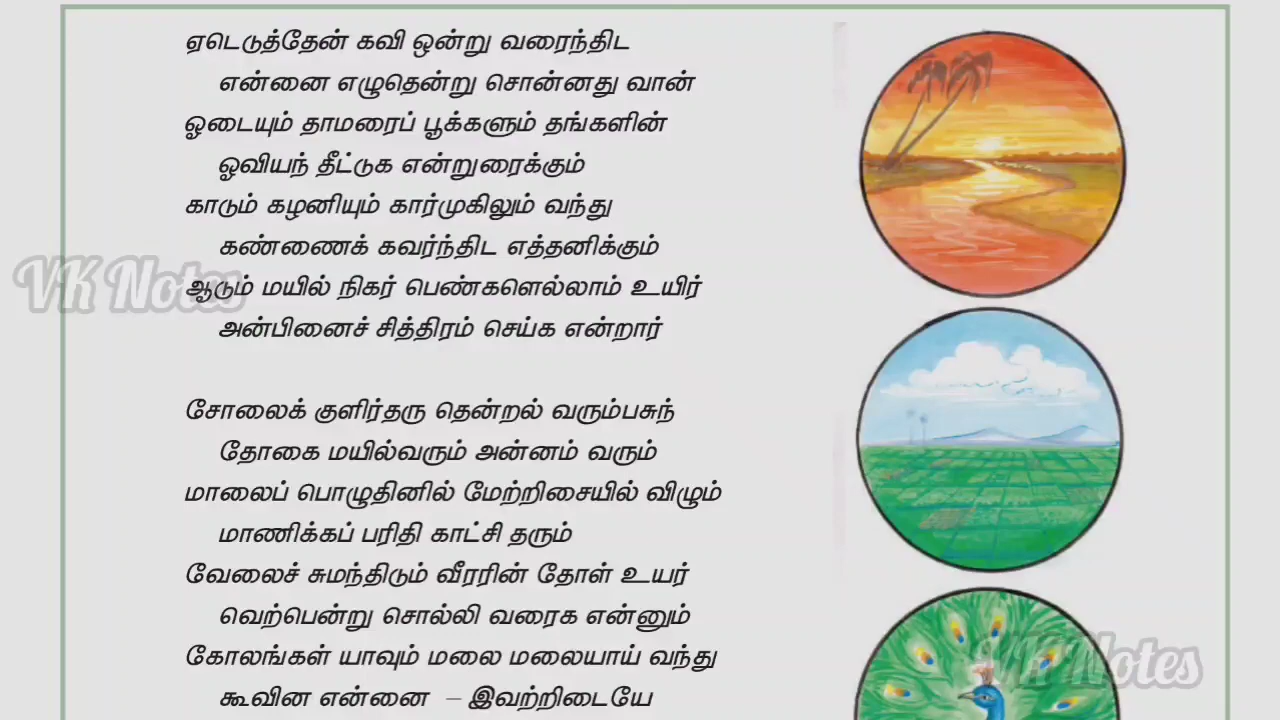 ஏடெடுத்தேன் கவி ஒன்று வரைந்திட
என்னை எழுதென்று சொன்னது வான்
ஓடையும் தாமரைப் பூக்களும் தங்களின்
ஓவியந் தீட்டுக என்றுரைக்கும்
காடும் கழனியும் கார்முகிலும் வந்து
கண்ணைக் கவர்ந்திட எத்தனிக்கும்
ஆடும் மயில் நிகர் பெண்களெல்லாம் உயிர்
அன்பினைச் சித்திரம் செய்க என்றார்
சோலைக் குளிர்தரு தென்றல் வரும்பசுந்
தோகை மயில்வரும் அன்னம் வரும்
மாலைப் பொழுதினில் மேற்றிசையில் விழும்
மாணிக்கப் பரிதி காட்சி தரும்
வேலைச் சுமந்திடும் வீரரின் தோள் உயர்
வெற்பென்று சொல்லி வரைக என்னும்
கோலங்கள் யாவும் மலை மலையாய் வந்து
கூவின என்னை – இவற்றிடையே
VK Notes
VK Notes